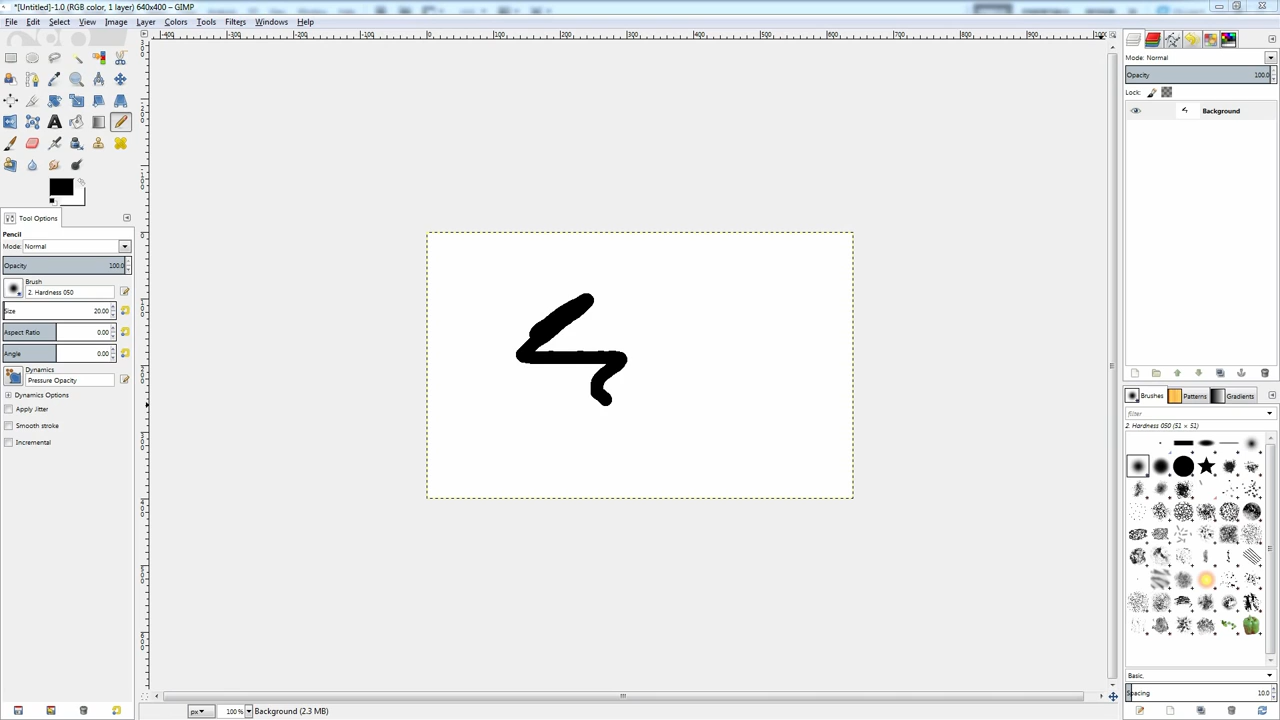 *[Untitled]-1.0 (RGB color, 1 layer) 640x400 – GIMP
File Edit Select View Image Layer Colors Tools Filters Windows Help
Tool Options
Pencil
Mode: Normal
Opacity 100.0
Brush
2. Hardness 050
Size 20.00
Aspect Ratio 0.00
Angle 0.00
Dynamics
Pressure Opacity
Dynamics Options
Apply Jitter
Smooth stroke
Incremental
px 100% Background (2.3 MB)
Mode: Normal
Opacity 100.0
Lock:
Background
Brushes Patterns Gradients
filter
2. Hardness 050 (51 × 51)
Basic,
Spacing 10.0